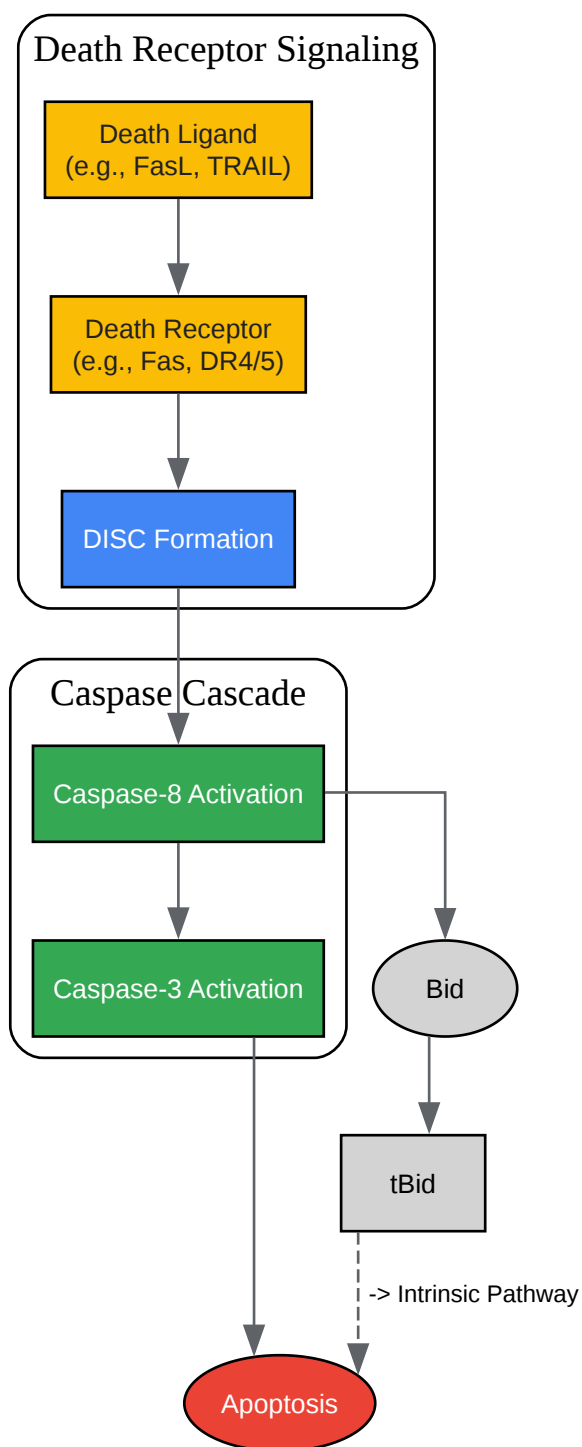 Death Receptor Signaling
Death Ligand
(e.g., FasL, TRAIL)
Death Receptor
(e.g., Fas, DR4/5)
DISC Formation
Caspase Cascade
Caspase-8 Activation
Caspase-3 Activation
Bid
tBid
-> Intrinsic Pathway
Apoptosis